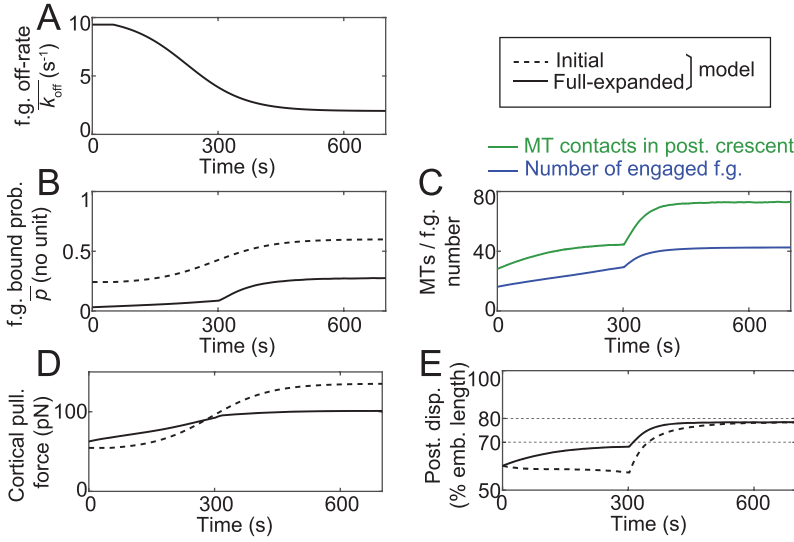 A
f.g. off-rate
k̅off (s⁻¹)
10
5
0
0 300 600
Time (s)
Initial
Full-expanded
model
MT contacts in post. crescent
Number of engaged f.g.
B
f.g. bound prob.
p̅ (no unit)
1
0.5
0
0 300 600
Time (s)
C
MTs / f.g.
number
80
40
0
0 300 600
Time (s)
D
Cortical pull.
force (pN)
100
0
0 300 600
Time (s)
E
Post. disp.
(% emb. length)
100
80
70
50
0 300 600
Time (s)